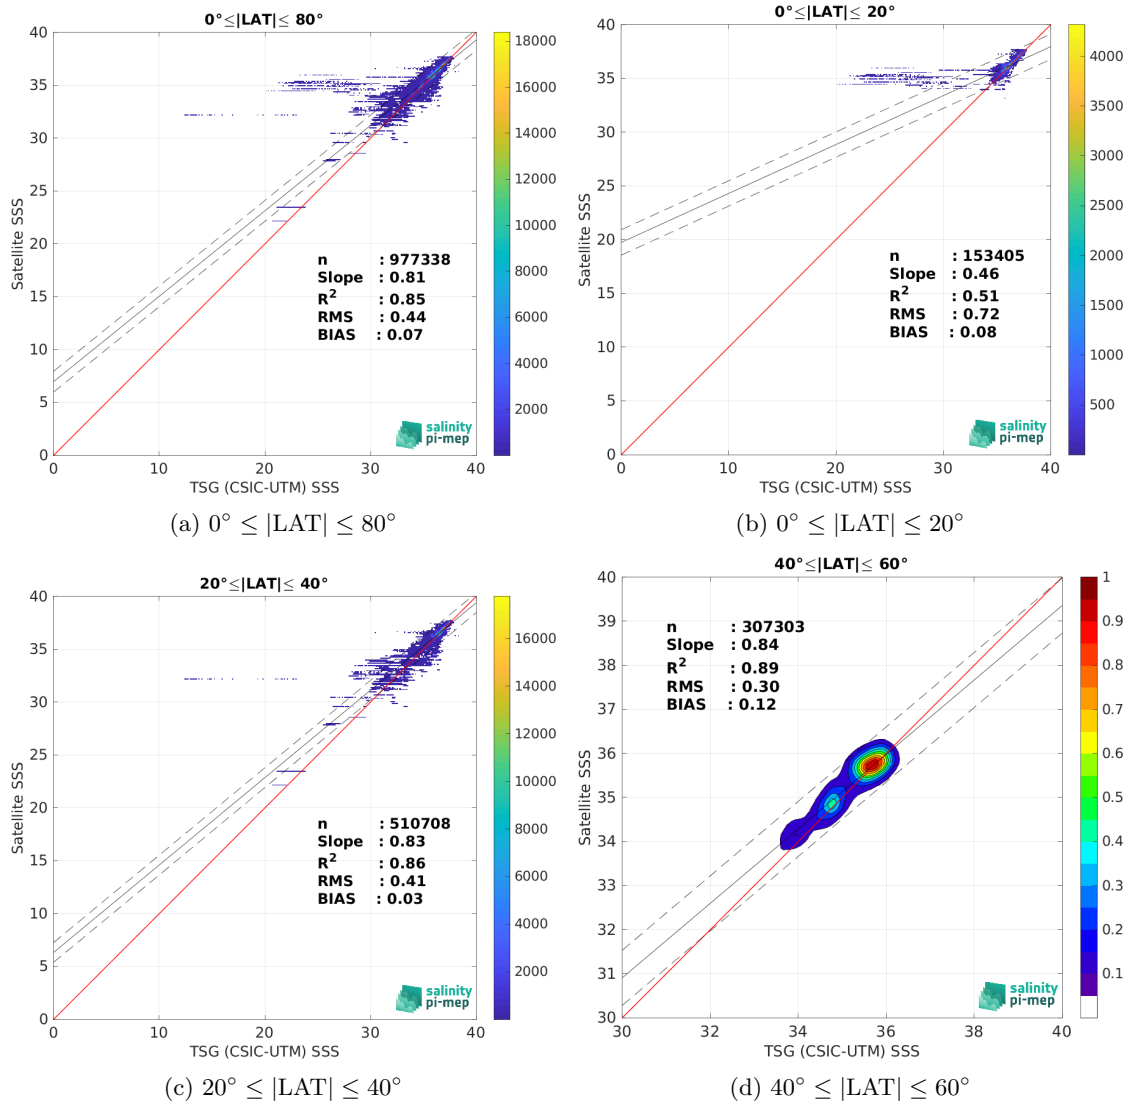 0°≤|LAT|≤ 80°
40
35
30
25
20
15
10
5
0
0
10
20
30
40
Satellite SSS
TSG (CSIC-UTM) SSS
n : 977338
Slope : 0.81
R² : 0.85
RMS : 0.44
BIAS : 0.07
salinity
pi-mep
18000
16000
14000
12000
10000
8000
6000
4000
2000
(a) 0° ≤ |LAT| ≤ 80°
0°≤|LAT|≤ 20°
40
35
30
25
20
15
10
5
0
0
10
20
30
40
Satellite SSS
TSG (CSIC-UTM) SSS
n : 153405
Slope : 0.46
R² : 0.51
RMS : 0.72
BIAS : 0.08
salinity
pi-mep
4000
3500
3000
2500
2000
1500
1000
500
(b) 0° ≤ |LAT| ≤ 20°
20°≤|LAT|≤ 40°
40
35
30
25
20
15
10
5
0
0
10
20
30
40
Satellite SSS
TSG (CSIC-UTM) SSS
n : 510708
Slope : 0.83
R² : 0.86
RMS : 0.41
BIAS : 0.03
salinity
pi-mep
16000
14000
12000
10000
8000
6000
4000
2000
(c) 20° ≤ |LAT| ≤ 40°
40°≤|LAT|≤ 60°
40
39
38
37
36
35
34
33
32
31
30
30
32
34
36
38
40
Satellite SSS
TSG (CSIC-UTM) SSS
n : 307303
Slope : 0.84
R² : 0.89
RMS : 0.30
BIAS : 0.12
salinity
pi-mep
1
0.9
0.8
0.7
0.6
0.5
0.4
0.3
0.2
0.1
(d) 40° ≤ |LAT| ≤ 60°